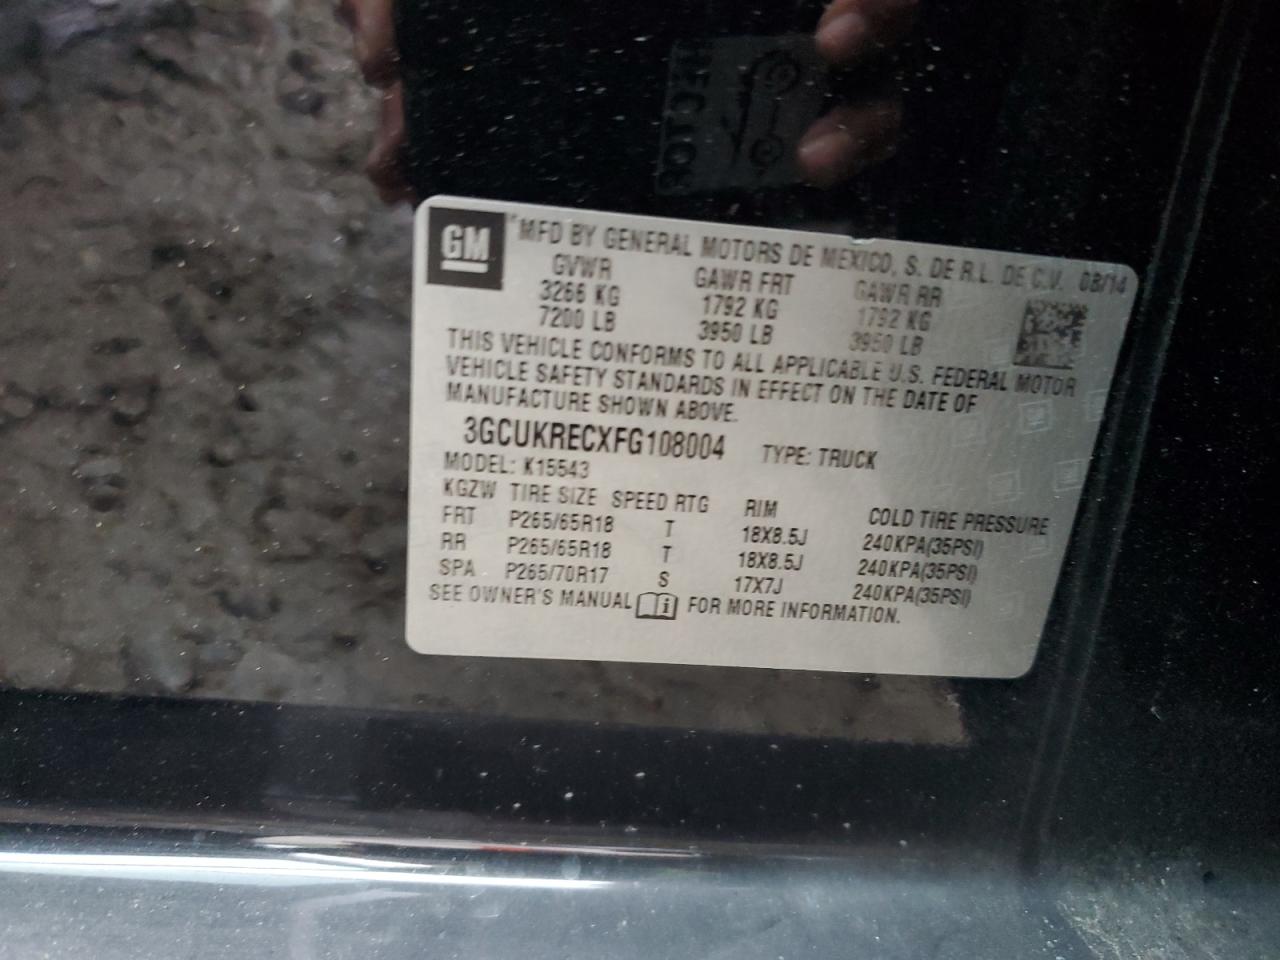 GM
*MFD BY GENERAL MOTORS DE MEXICO, S. DE R.L. DE C.V. 08/14
GVWR GAWR FRT GAWR RR
3266 KG 1792 KG 1792 KG
7200 LB 3950 LB 3950 LB
THIS VEHICLE CONFORMS TO ALL APPLICABLE U.S. FEDERAL MOTOR
VEHICLE SAFETY STANDARDS IN EFFECT ON THE DATE OF
MANUFACTURE SHOWN ABOVE.
3GCUKRECXFG108004 TYPE: TRUCK
MODEL: K15543
KGZW TIRE SIZE SPEED RTG RIM COLD TIRE PRESSURE
FRT P265/65R18 T 18X8.5J 240KPA(35PSI)
RR P265/65R18 T 18X8.5J 240KPA(35PSI)
SPA P265/70R17 S 17X7J 240KPA(35PSI)
SEE OWNER'S MANUAL FOR MORE INFORMATION.